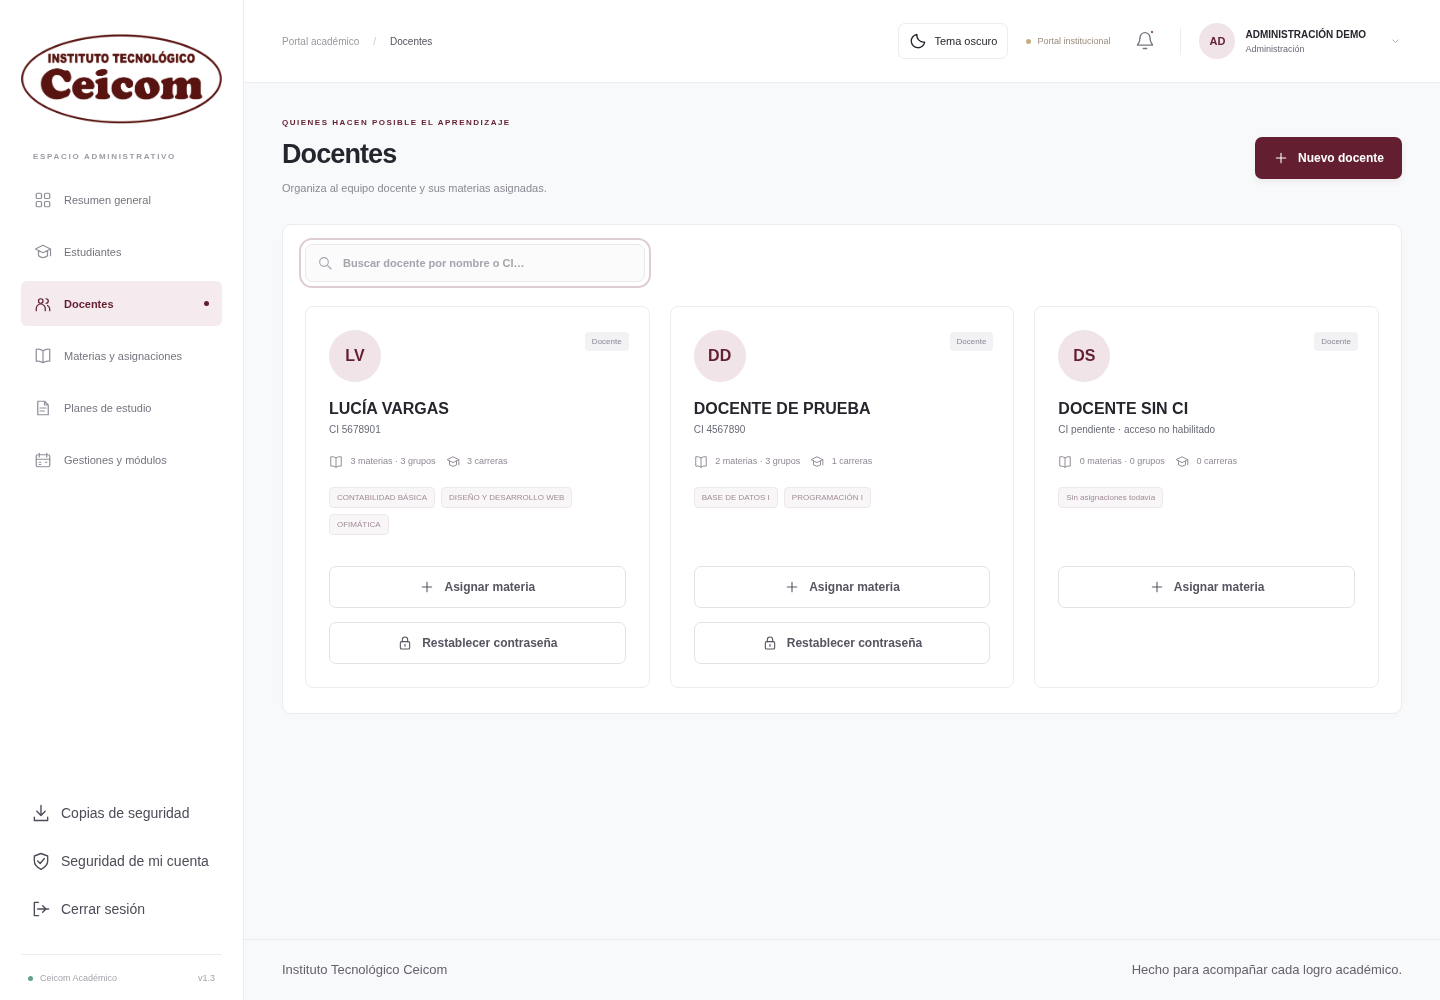 INSTITUTO TECNOLÓGICO
Ceicom
ESPACIO ADMINISTRATIVO
Resumen general
Estudiantes
Docentes
Materias y asignaciones
Planes de estudio
Gestiones y módulos
Copias de seguridad
Seguridad de mi cuenta
Cerrar sesión
Ceicom Académico v1.3
Portal académico / Docentes
Tema oscuro
Portal institucional
AD
ADMINISTRACIÓN DEMO
Administración
QUIENES HACEN POSIBLE EL APRENDIZAJE
Docentes
Organiza al equipo docente y sus materias asignadas.
Nuevo docente
Buscar docente por nombre o CI…
LV
Docente
LUCÍA VARGAS
CI 5678901
3 materias · 3 grupos 3 carreras
CONTABILIDAD BÁSICA DISEÑO Y DESARROLLO WEB
OFIMÁTICA
Asignar materia
Restablecer contraseña
DD
Docente
DOCENTE DE PRUEBA
CI 4567890
2 materias · 3 grupos 1 carreras
BASE DE DATOS I PROGRAMACIÓN I
Asignar materia
Restablecer contraseña
DS
Docente
DOCENTE SIN CI
CI pendiente · acceso no habilitado
0 materias · 0 grupos 0 carreras
Sin asignaciones todavía
Asignar materia
Instituto Tecnológico Ceicom
Hecho para acompañar cada logro académico.